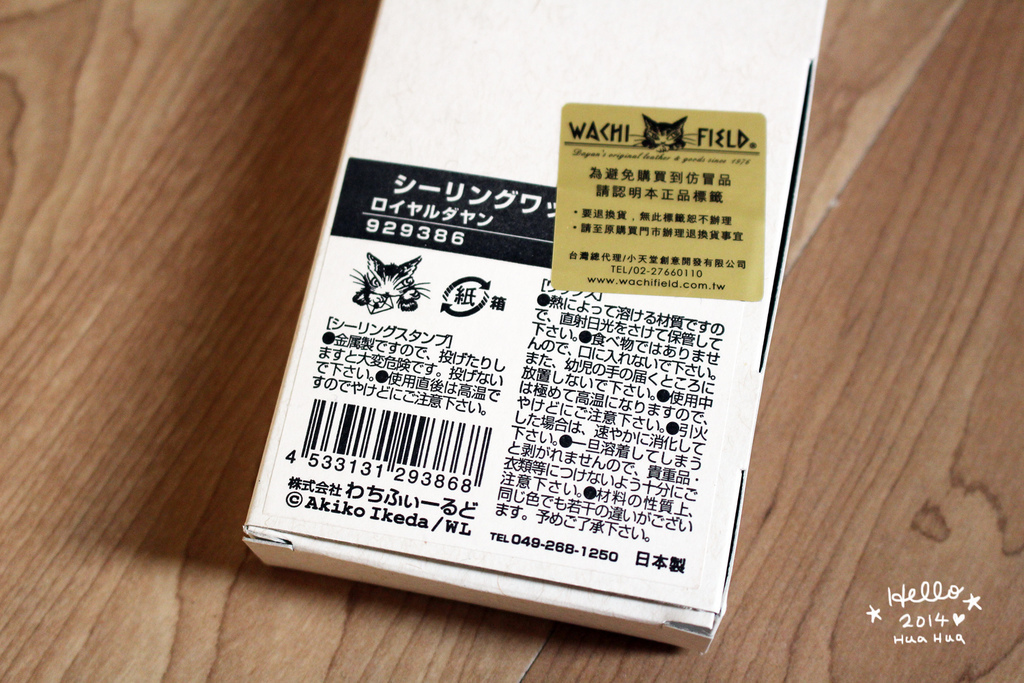 WACHI FIELD®
Dayan's original leather & goods since 1976
為避免購買到仿冒品
請認明本正品標籤
・要退換貨，無此標籤恕不辦理
・請至原購買門市辦理退換貨事宜
台灣總代理/小天堂創意開發有限公司
TEL/02-27660110
www.wachifield.com.tw
シーリングワッ
ロイヤルダヤン
929386
紙 箱
[シーリングスタンプ]
●金属製ですので、投げたりし
ますと大変危険です。投げない
で下さい。●使用直後は高温で
すのでやけどにご注意下さい。
4 533131 293868
株式会社 わちふぃーるど
©Akiko Ikeda/WL
●熱によって溶ける材質ですの
で、直射日光をさけて保管して
下さい。●食べ物ではありませ
んので、口に入れないで下さい。
また、幼児の手の届くところに
放置しないで下さい。●使用中
は極めて高温になりますので、
やけどにご注意下さい。●引火
した場合は、速やかに消化して
下さい。●一旦溶着してしまう
と剥がれませんので、貴重品・
衣類等につけないよう十分にご
注意下さい。●材料の性質上、
同じ色でも若干の違いがござい
ます。予めご了承下さい。
TEL 049-268-1250 日本製
Hello
2014
Hua Hua